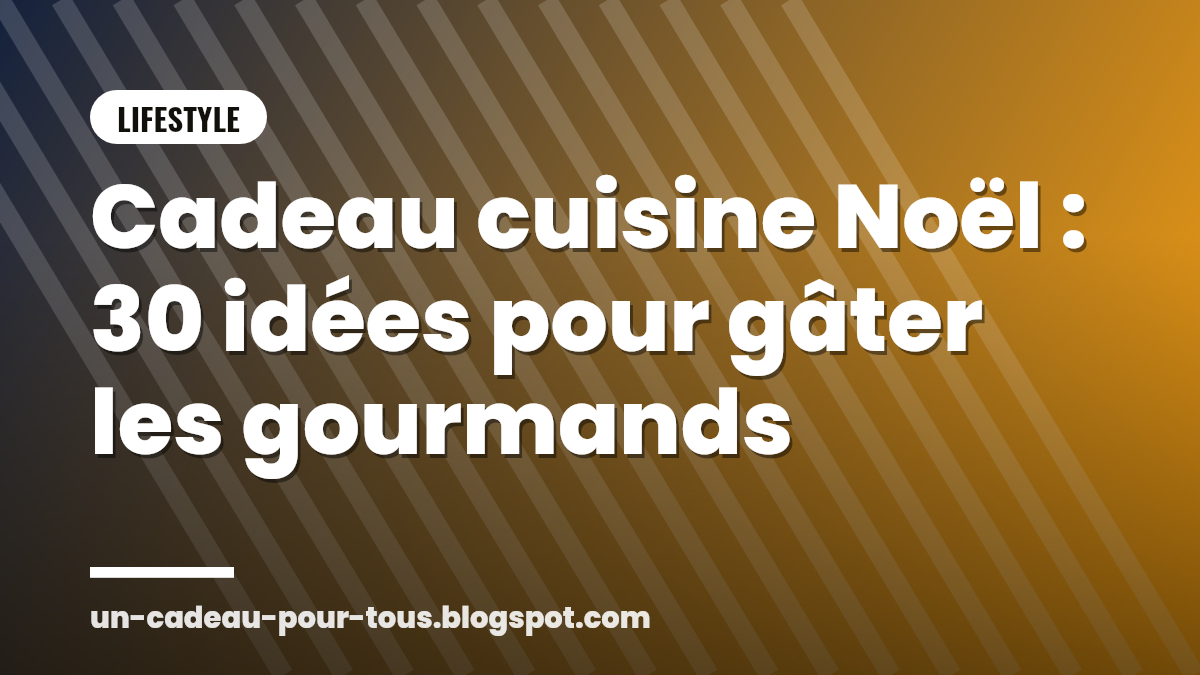 LIFESTYLE
Cadeau cuisine Noël :
30 idées pour gâter
les gourmands
un-cadeau-pour-tous.blogspot.com